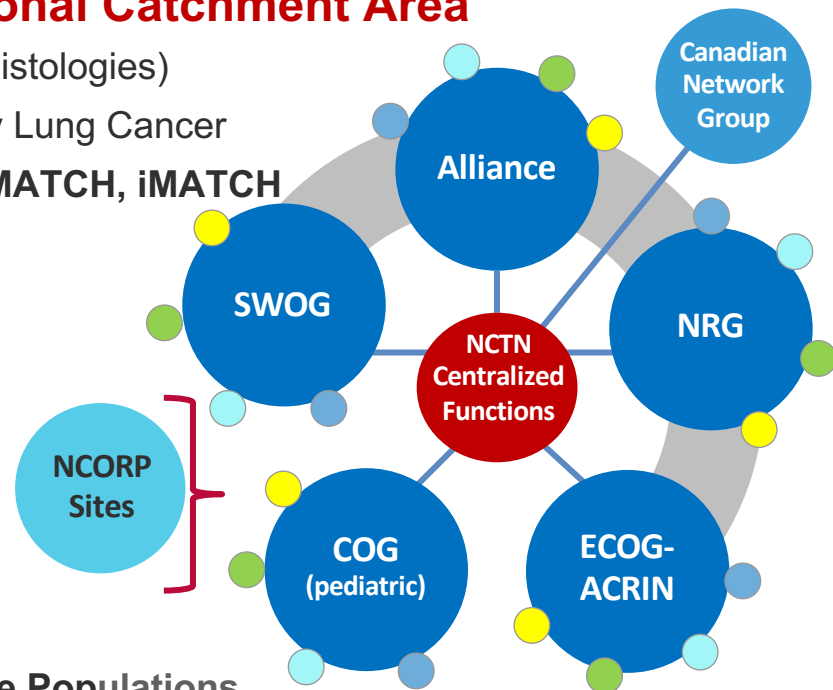 onal Catchment Area
istologies)
Lung Cancer
MATCH, iMATCH
Canadian
Network
Group
Alliance
SWOG
NRG
NCTN
Centralized
Functions
NCORP
Sites
COG
(pediatric)
ECOG-
ACRIN
e Populations